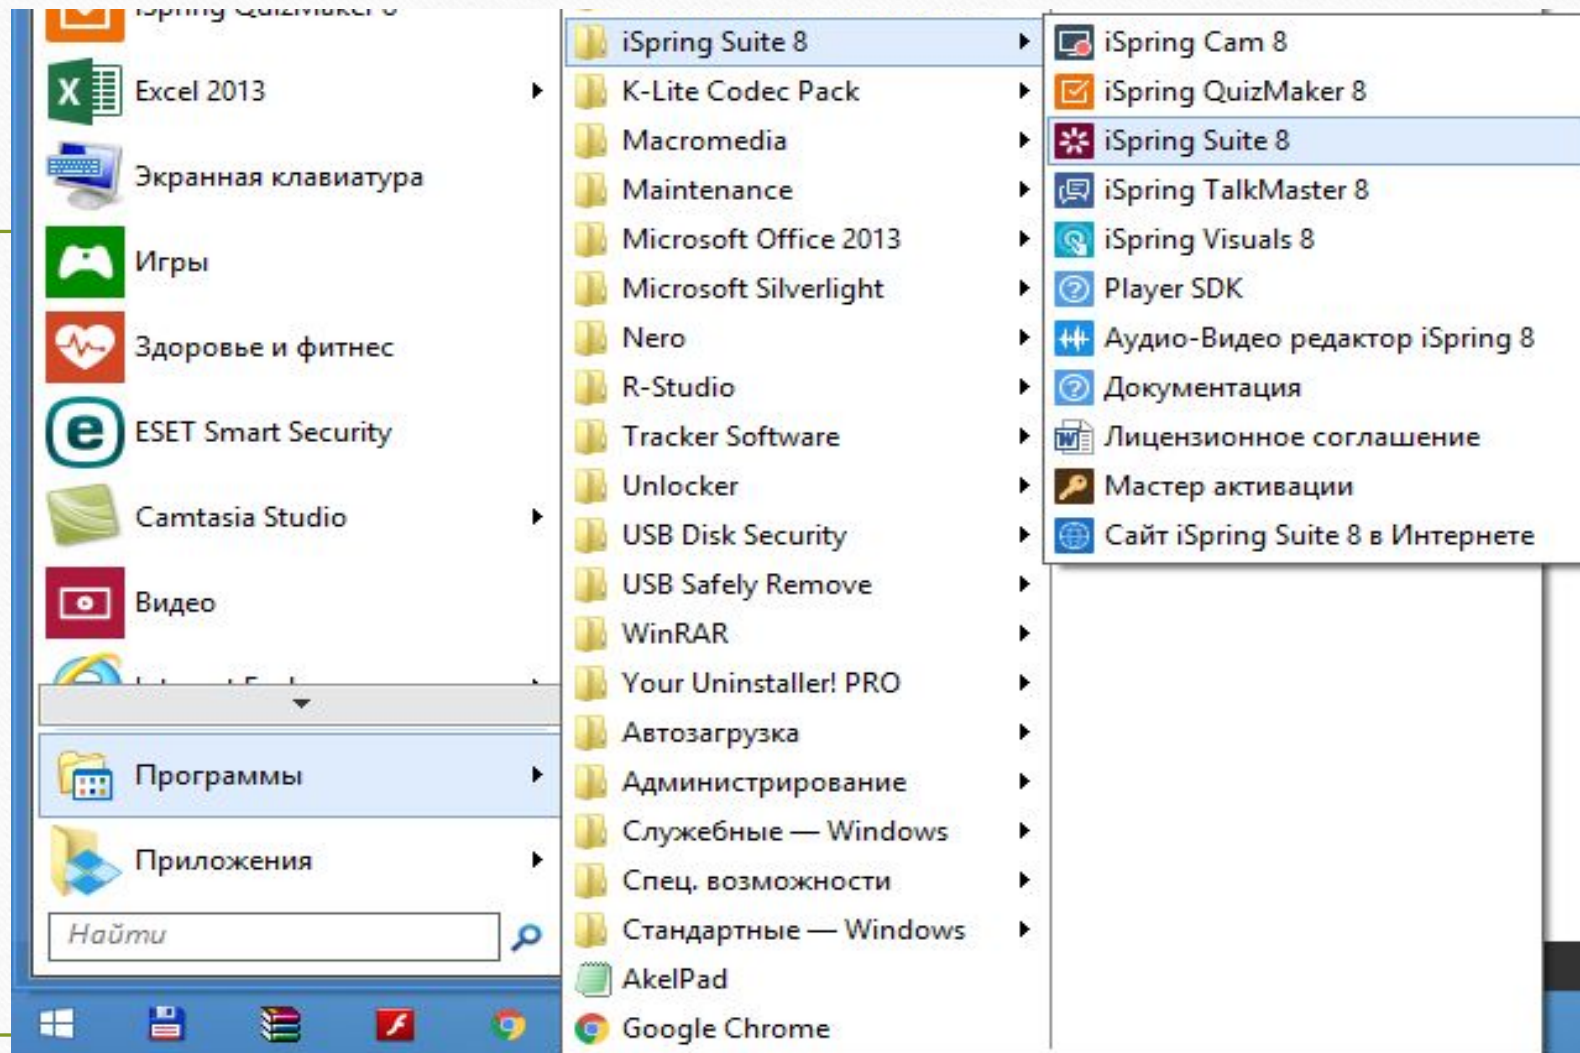 iSpring QuizMaker 8
Excel 2013
Экранная клавиатура
Игры
Здоровье и фитнес
ESET Smart Security
Camtasia Studio
Видео
Программы
Приложения
Найти
iSpring Suite 8
K-Lite Codec Pack
Macromedia
Maintenance
Microsoft Office 2013
Microsoft Silverlight
Nero
R-Studio
Tracker Software
Unlocker
USB Disk Security
USB Safely Remove
WinRAR
Your Uninstaller! PRO
Автозагрузка
Администрирование
Служебные — Windows
Спец. возможности
Стандартные — Windows
AkelPad
Google Chrome
iSpring Cam 8
iSpring QuizMaker 8
iSpring Suite 8
iSpring TalkMaster 8
iSpring Visuals 8
Player SDK
Аудио-Видео редактор iSpring 8
Документация
Лицензионное соглашение
Мастер активации
Сайт iSpring Suite 8 в Интернете